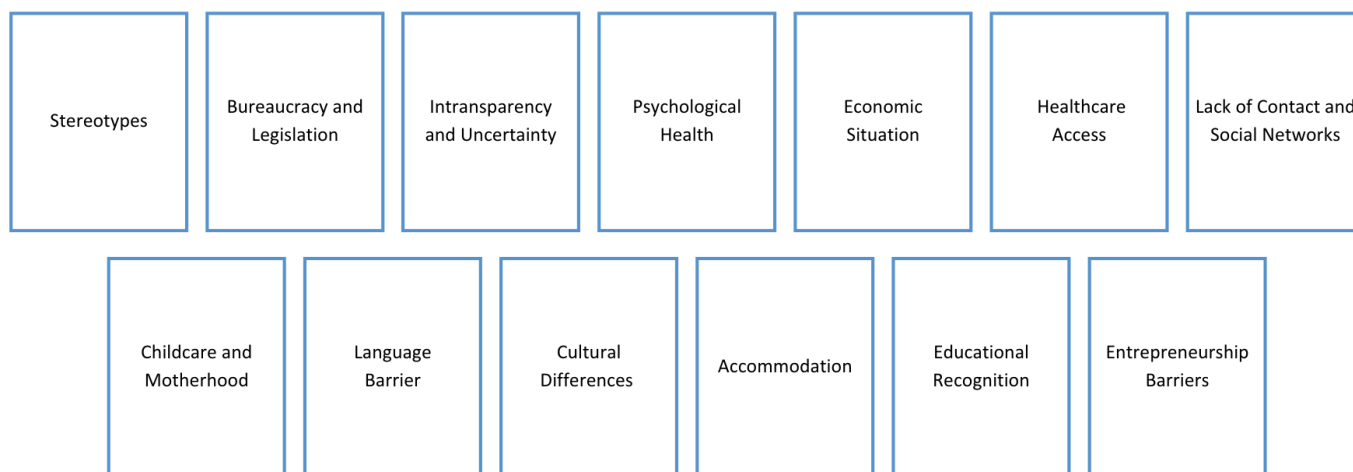 Stereotypes
Bureaucracy and
Legislation
Intransparency
and Uncertainty
Psychological
Health
Economic
Situation
Healthcare
Access
Lack of Contact and
Social Networks
Childcare and
Motherhood
Language
Barrier
Cultural
Differences
Accommodation
Educational
Recognition
Entrepreneurship
Barriers